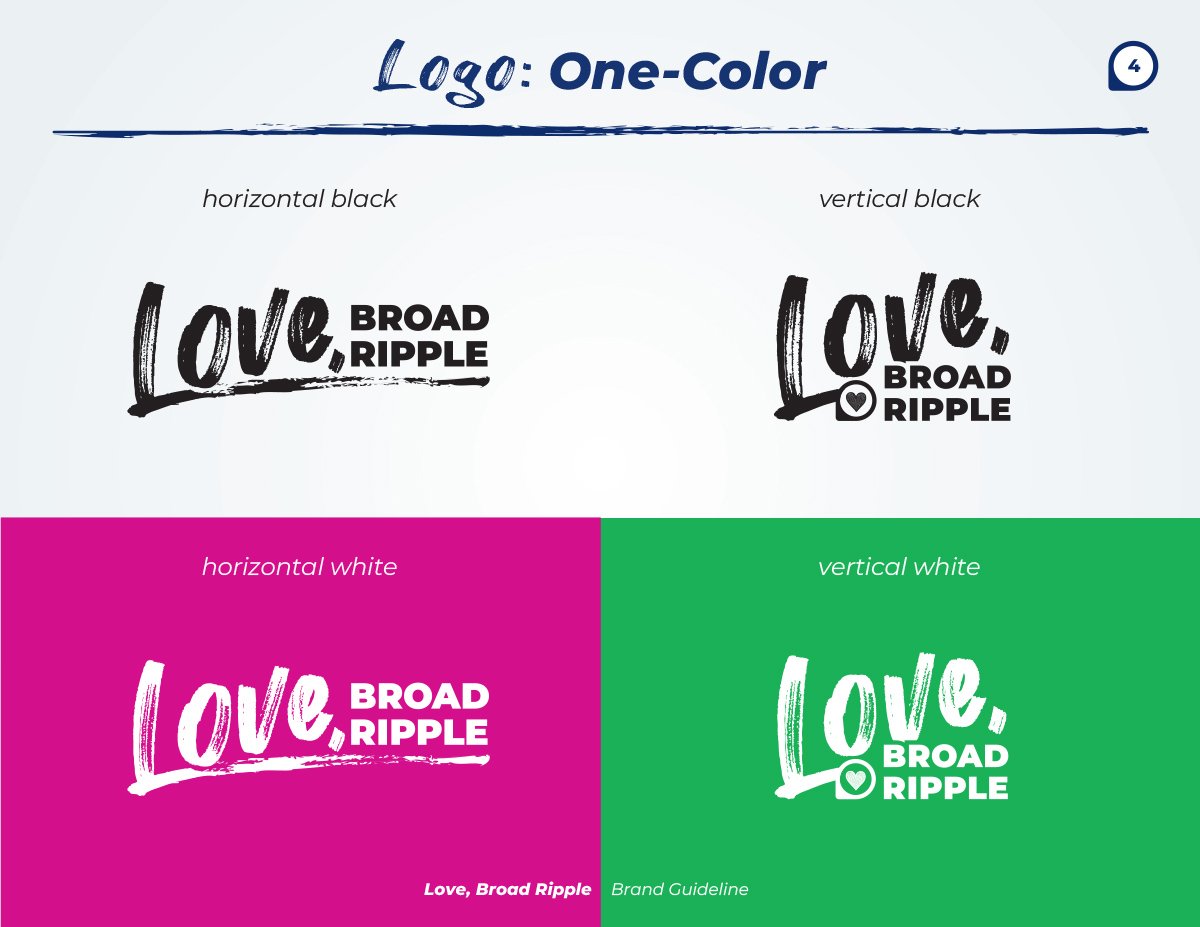 Logo: One-Color
4
horizontal black
vertical black
Love, BROAD
RIPPLE
Love,
BROAD
RIPPLE
horizontal white
vertical white
Love, BROAD
RIPPLE
Love,
BROAD
RIPPLE
Love, Broad Ripple Brand Guideline